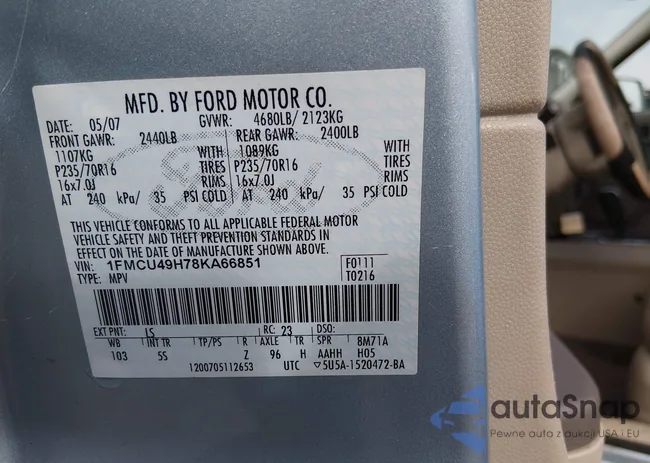 MFD. BY FORD MOTOR CO.
DATE: 05/07 GVWR: 4680LB/ 2123KG
FRONT GAWR: 2440LB REAR GAWR: 2400LB
1107KG WITH 1089KG WITH
P235/70R16 TIRES P235/70R16 TIRES
16x7.0J RIMS 16x7.0J RIMS
AT 240 kPa/ 35 PSI COLD AT 240 kPa/ 35 PSI COLD
Ford
THIS VEHICLE CONFORMS TO ALL APPLICABLE FEDERAL MOTOR
VEHICLE SAFETY AND THEFT PREVENTION STANDARDS IN
EFFECT ON THE DATE OF MANUFACTURE SHOWN ABOVE.
VIN: 1FMCU49H78KA66851 F0111
TYPE: MPV T0216
EXT PNT: LS RC: 23 DSO:
WB INT TR TP/PS R AXLE TR SPR BM71A
103 5S Z 96 H AAHH H05
1200705112653 UTC ▽5U5A-1520472-BA
autoSnap
Pewne auta z aukcji USA i EU